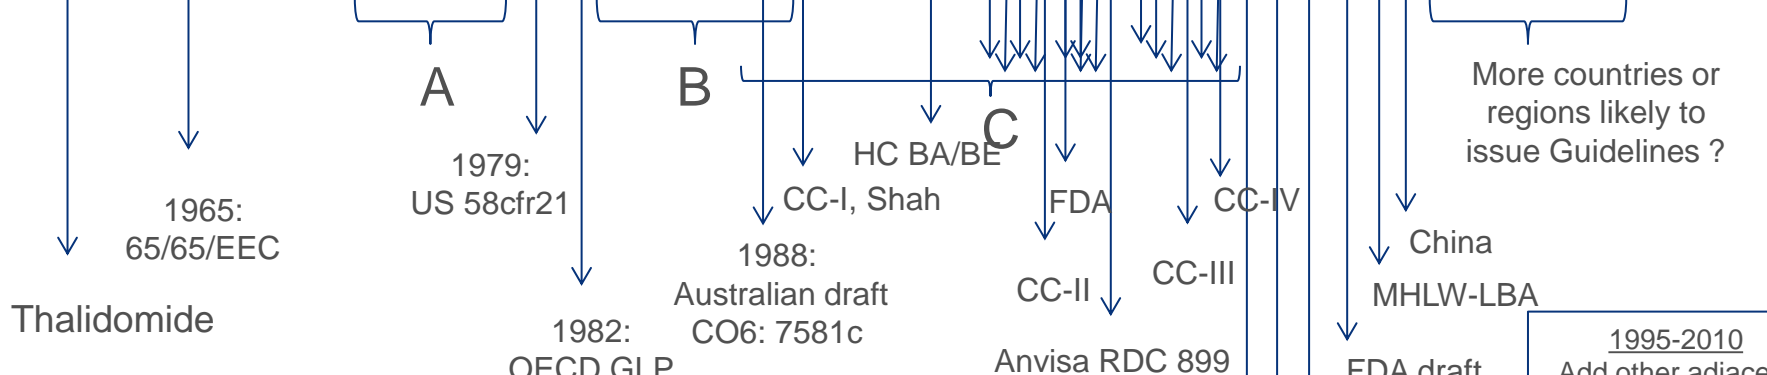 A
B
C
More countries or
regions likely to
issue Guidelines ?
HC BA/BE
1979:
US 58cfr21
CC-I, Shah
FDA
CC-IV
1965:
65/65/EEC
China
1988:
Australian draft
CO6: 7581c
CC-II
CC-III
MHLW-LBA
Thalidomide
1982:
OECD GLP
Anvisa RDC 899
FDA draft
1995-2010
Add other